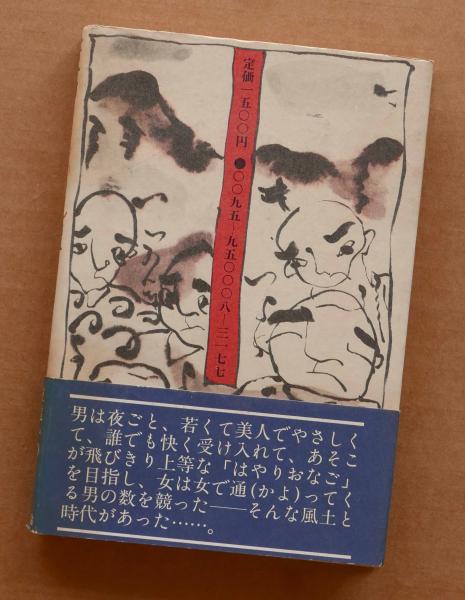 定価一五〇〇円●〇〇九五―九五〇〇〇八―三一七七
男は夜ごと、若くて美人でやさしく
て、誰でも快く受け入れて、あそこ
が飛びきり上等な「はやりおなご」
を目指し、女は女で通(かよ)ってく
る男の数を競った――そんな風土と
時代があった……。